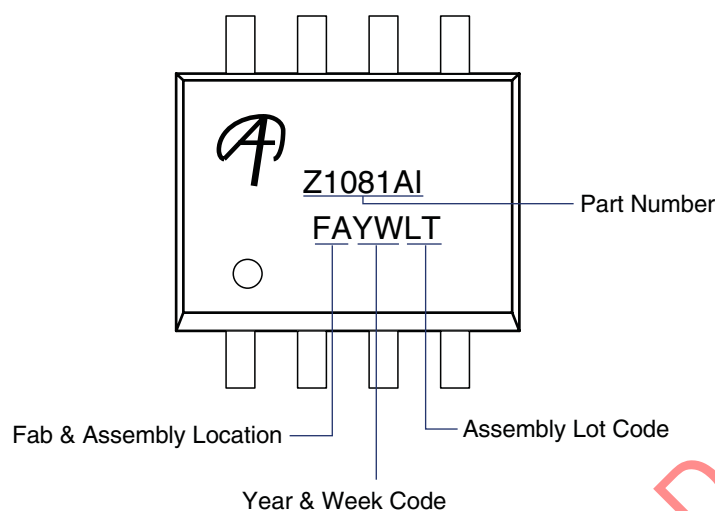 Z1081AI
Part Number
FAYWLT
Fab & Assembly Location
Assembly Lot Code
Year & Week Code